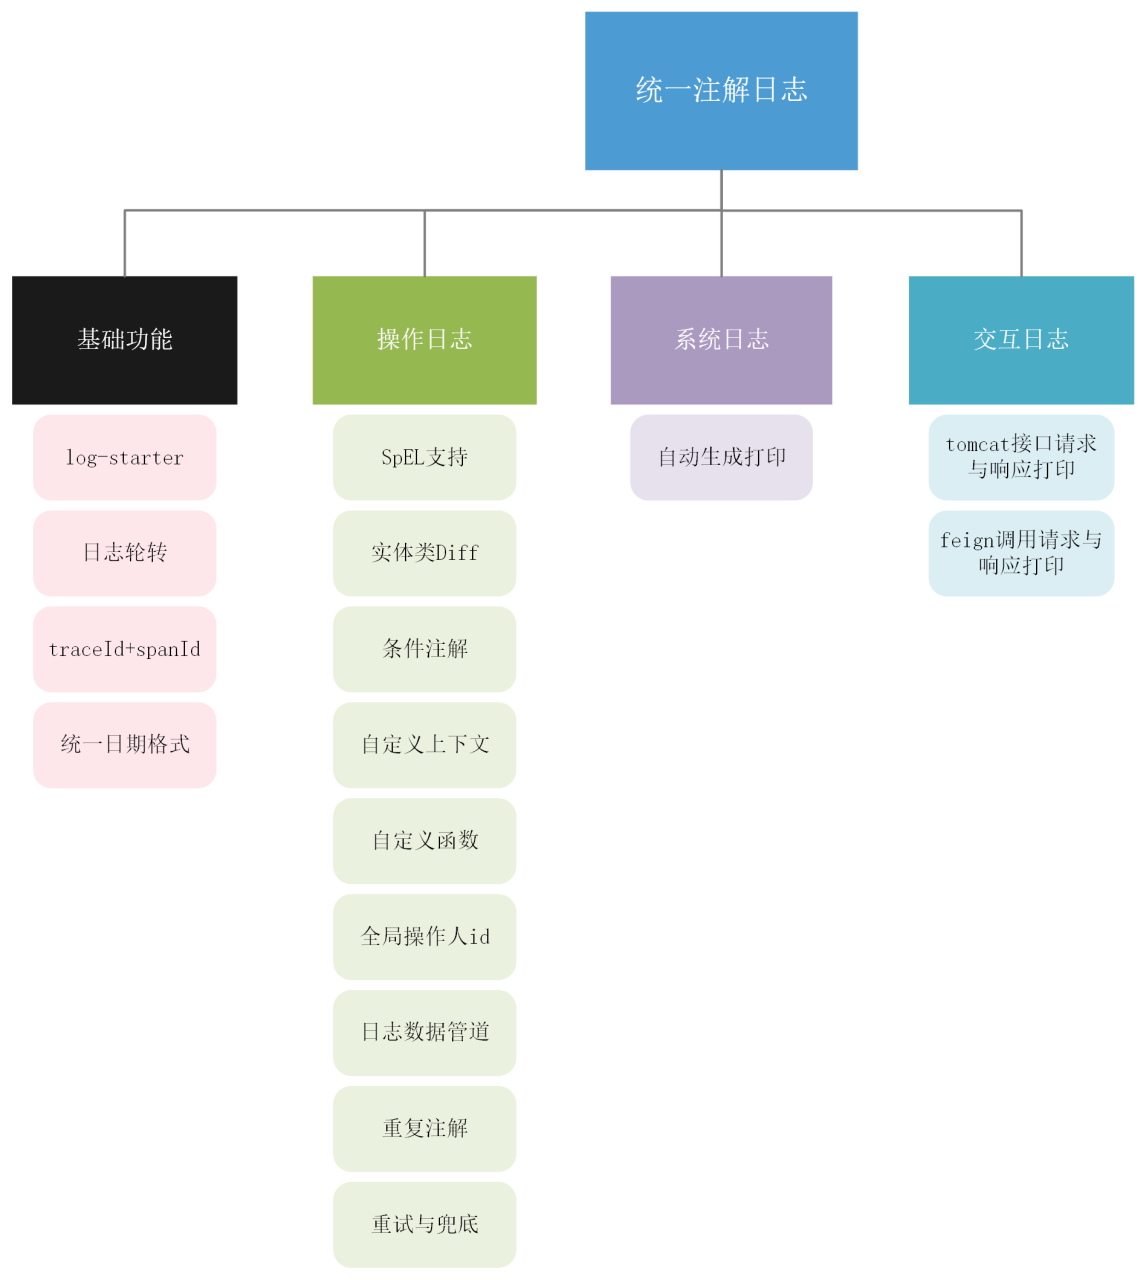 统一注解日志
基础功能
log-starter
日志轮转
traceId+spanId
统一日期格式
操作日志
SpEL支持
实体类Diff
条件注解
自定义上下文
自定义函数
全局操作人id
日志数据管道
重复注解
重试与兜底
系统日志
自动生成打印
交互日志
tomcat接口请求
与响应打印
feign调用请求与
响应打印